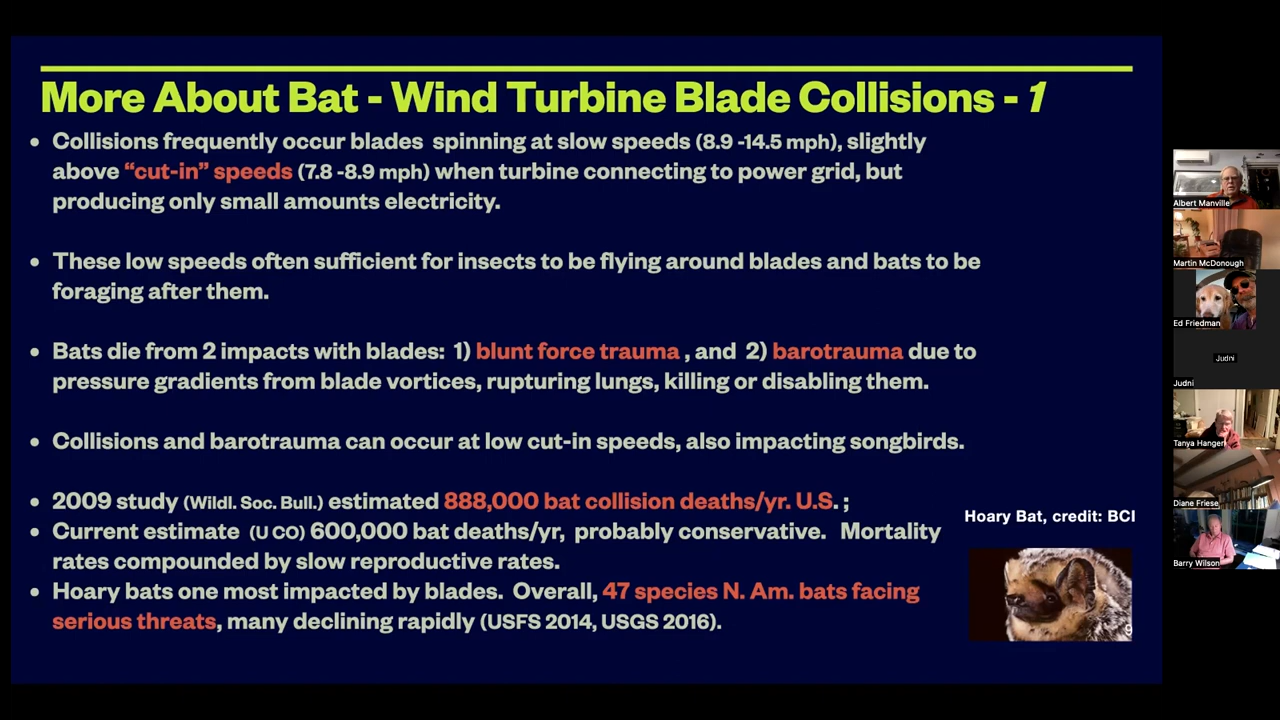 More About Bat - Wind Turbine Blade Collisions - 1
• Collisions frequently occur blades spinning at slow speeds (8.9 -14.5 mph), slightly
above “cut-in” speeds (7.8 -8.9 mph) when turbine connecting to power grid, but
producing only small amounts electricity.
• These low speeds often sufficient for insects to be flying around blades and bats to be
foraging after them.
• Bats die from 2 impacts with blades: 1) blunt force trauma , and 2) barotrauma due to
pressure gradients from blade vortices, rupturing lungs, killing or disabling them.
• Collisions and barotrauma can occur at low cut-in speeds, also impacting songbirds.
• 2009 study (Wildl. Soc. Bull.) estimated 888,000 bat collision deaths/yr. U.S. ;
• Current estimate (U CO) 600,000 bat deaths/yr, probably conservative. Mortality
rates compounded by slow reproductive rates.
• Hoary bats one most impacted by blades. Overall, 47 species N. Am. bats facing
serious threats, many declining rapidly (USFS 2014, USGS 2016).
Hoary Bat, credit: BCI
9
Albert Manville
Martin McDonough
Ed Friedman
Judni
Judni
Tanya Hanger
Diane Friese
Barry Wilson